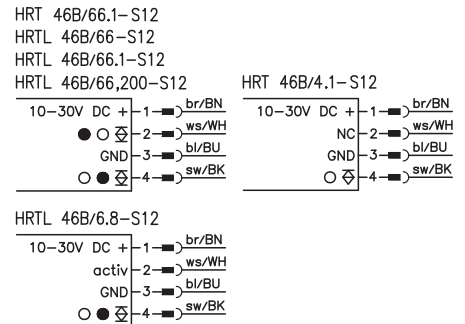 HRT 46B/66.1-S12
HRTL 46B/66-S12
HRTL 46B/66.1-S12
HRTL 46B/66,200-S12
10-30V DC + 1 br/BN
2 ws/WH
GND 3 bl/BU
4 sw/BK
HRT 46B/4.1-S12
10-30V DC + 1 br/BN
NC 2 ws/WH
GND 3 bl/BU
4 sw/BK
HRTL 46B/6.8-S12
10-30V DC + 1 br/BN
activ 2 ws/WH
GND 3 bl/BU
4 sw/BK